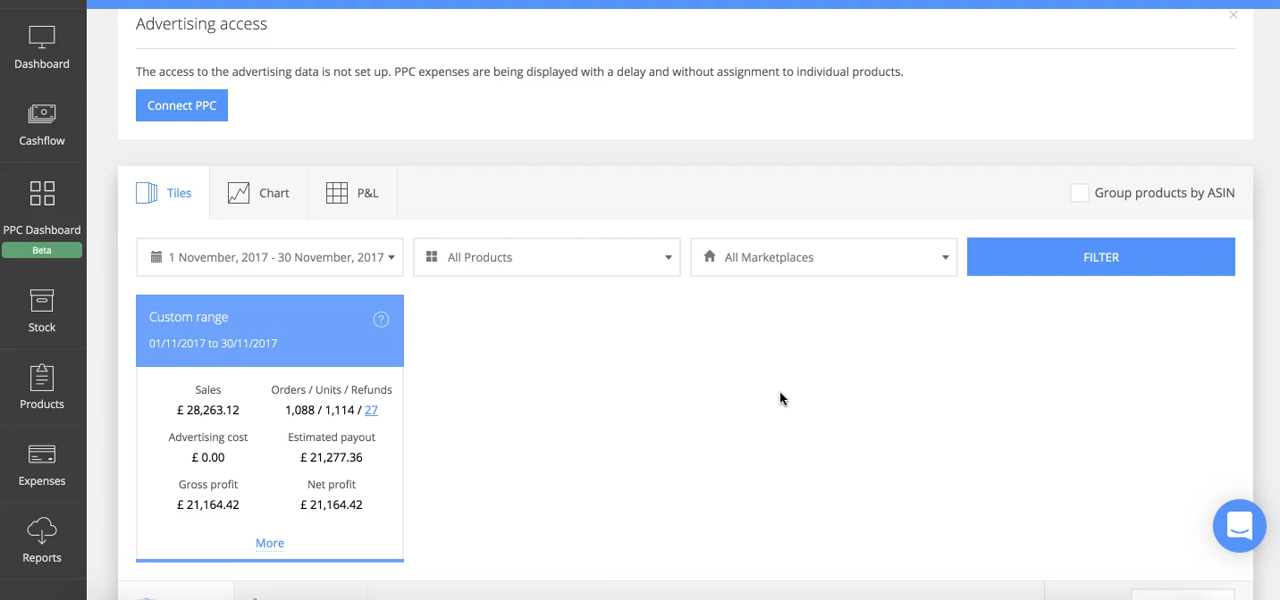 Dashboard
Cashflow
PPC Dashboard
Beta
Stock
Products
Expenses
Reports
Advertising access
The access to the advertising data is not set up. PPC expenses are being displayed with a delay and without assignment to individual products.
Connect PPC
Tiles
Chart
P&L
Group products by ASIN
1 November, 2017 - 30 November, 2017
All Products
All Marketplaces
FILTER
Custom range
?
01/11/2017 to 30/11/2017
Sales
Orders / Units / Refunds
£ 28,263.12
1,088 / 1,114 / 27
Advertising cost
Estimated payout
£ 0.00
£ 21,277.36
Gross profit
Net profit
£ 21,164.42
£ 21,164.42
More